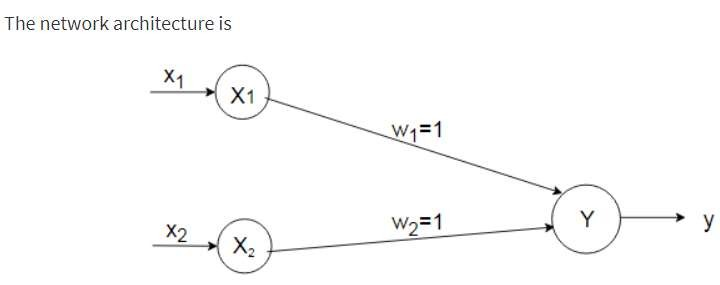 The network architecture is
x1
X1
w1=1
Y
y
x2
X2
w2=1